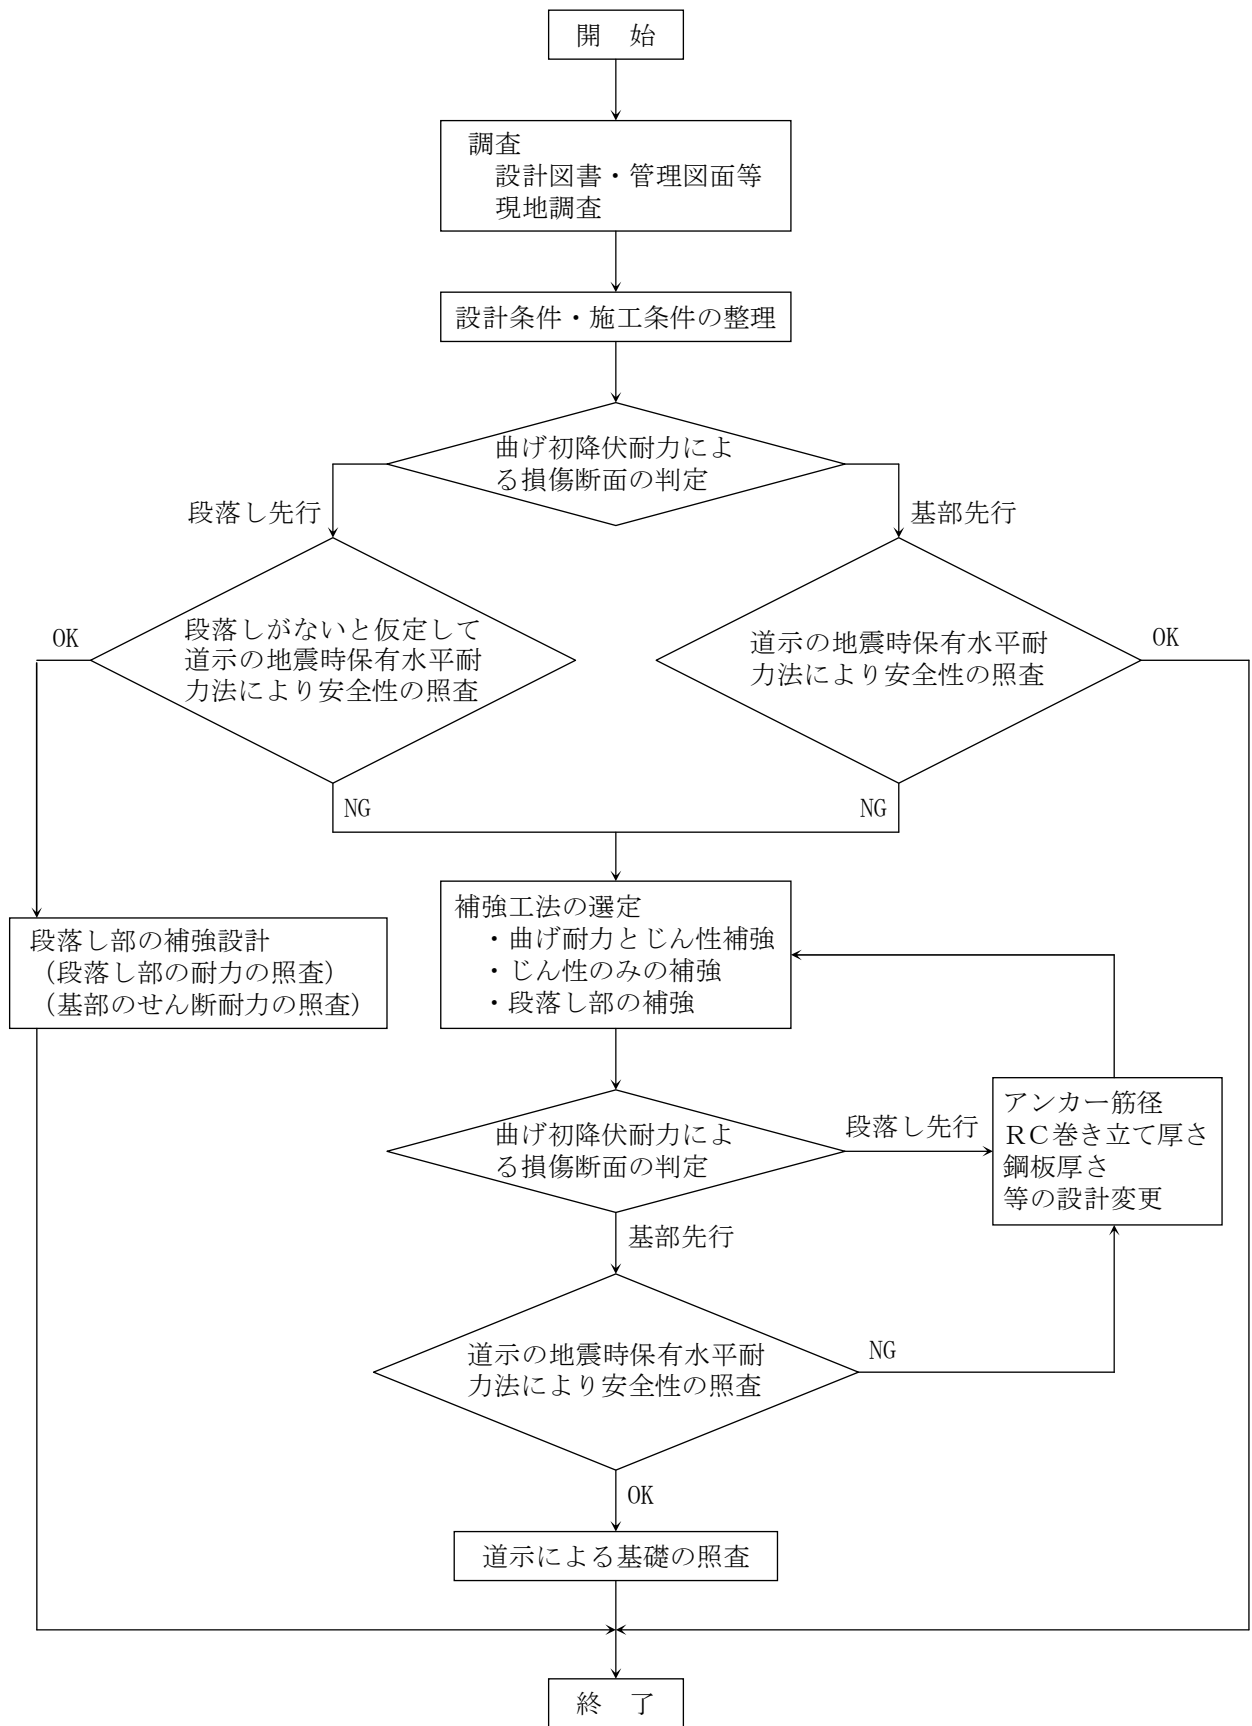 開　始
調査
設計図書・管理図面等
現地調査
設計条件・施工条件の整理
曲げ初降伏耐力によ
る損傷断面の判定
段落し先行
基部先行
段落しがないと仮定して
道示の地震時保有水平耐
力法により安全性の照査
OK
道示の地震時保有水平耐
力法により安全性の照査
OK
NG
NG
段落し部の補強設計
（段落し部の耐力の照査）
（基部のせん断耐力の照査）
補強工法の選定
・曲げ耐力とじん性補強
・じん性のみの補強
・段落し部の補強
曲げ初降伏耐力によ
る損傷断面の判定
段落し先行
アンカー筋径
ＲＣ巻き立て厚さ
鋼板厚さ
等の設計変更
基部先行
道示の地震時保有水平耐
力法により安全性の照査
NG
OK
道示による基礎の照査
終　了